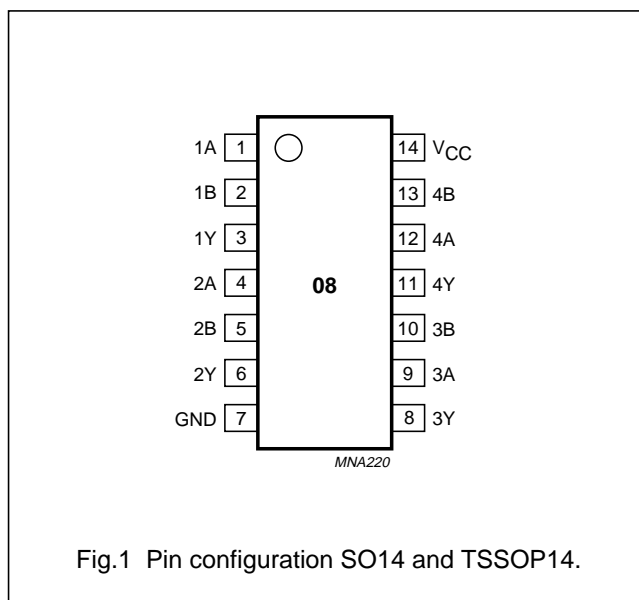 1A 1 14 VCC
1B 2 13 4B
1Y 3 12 4A
2A 4 08 11 4Y
2B 5 10 3B
2Y 6 9 3A
GND 7 8 3Y
MNA220
Fig.1 Pin configuration SO14 and TSSOP14.